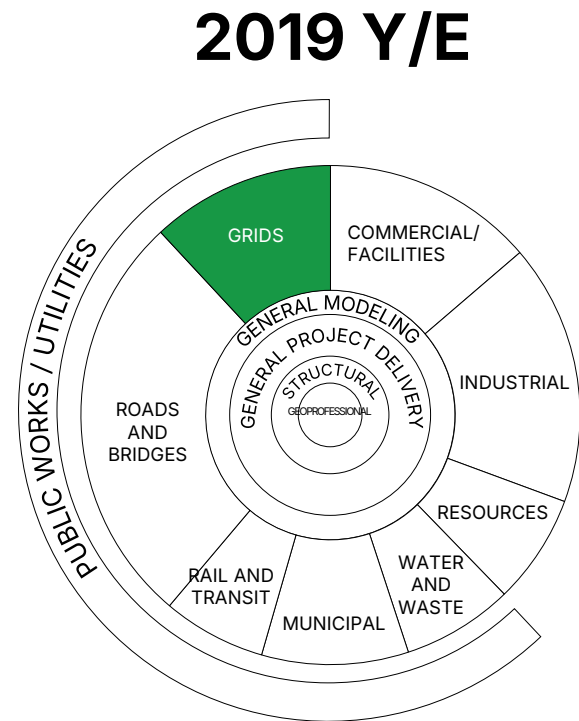 2019 Y/E
PUBLIC WORKS / UTILITIES
GRIDS
COMMERCIAL/
FACILITIES
INDUSTRIAL
RESOURCES
WATER
AND
WASTE
MUNICIPAL
RAIL AND
TRANSIT
ROADS
AND
BRIDGES
GENERAL MODELING
GENERAL PROJECT DELIVERY
STRUCTURAL
GEOPROFESSIONAL